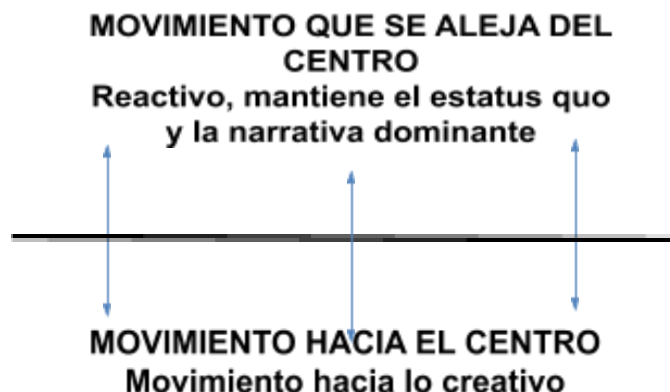 MOVIMIENTO QUE SE ALEJA DEL
CENTRO
Reactivo, mantiene el estatus quo
y la narrativa dominante
MOVIMIENTO HACIA EL CENTRO
Movimiento hacia lo creativo